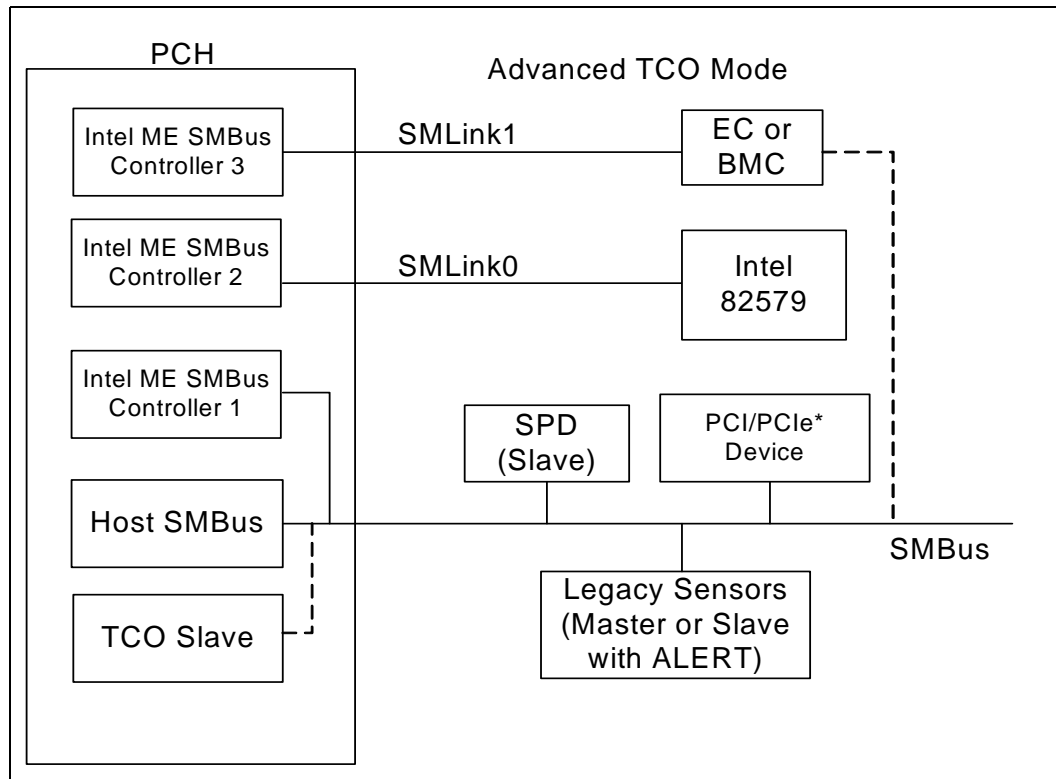 PCH
Advanced TCO Mode
Intel ME SMBus
Controller 3
SMLink1
EC or
BMC
Intel ME SMBus
Controller 2
SMLink0
Intel
82579
Intel ME SMBus
Controller 1
SPD
(Slave)
PCI/PCIe*
Device
Host SMBus
SMBus
TCO Slave
Legacy Sensors
(Master or Slave
with ALERT)